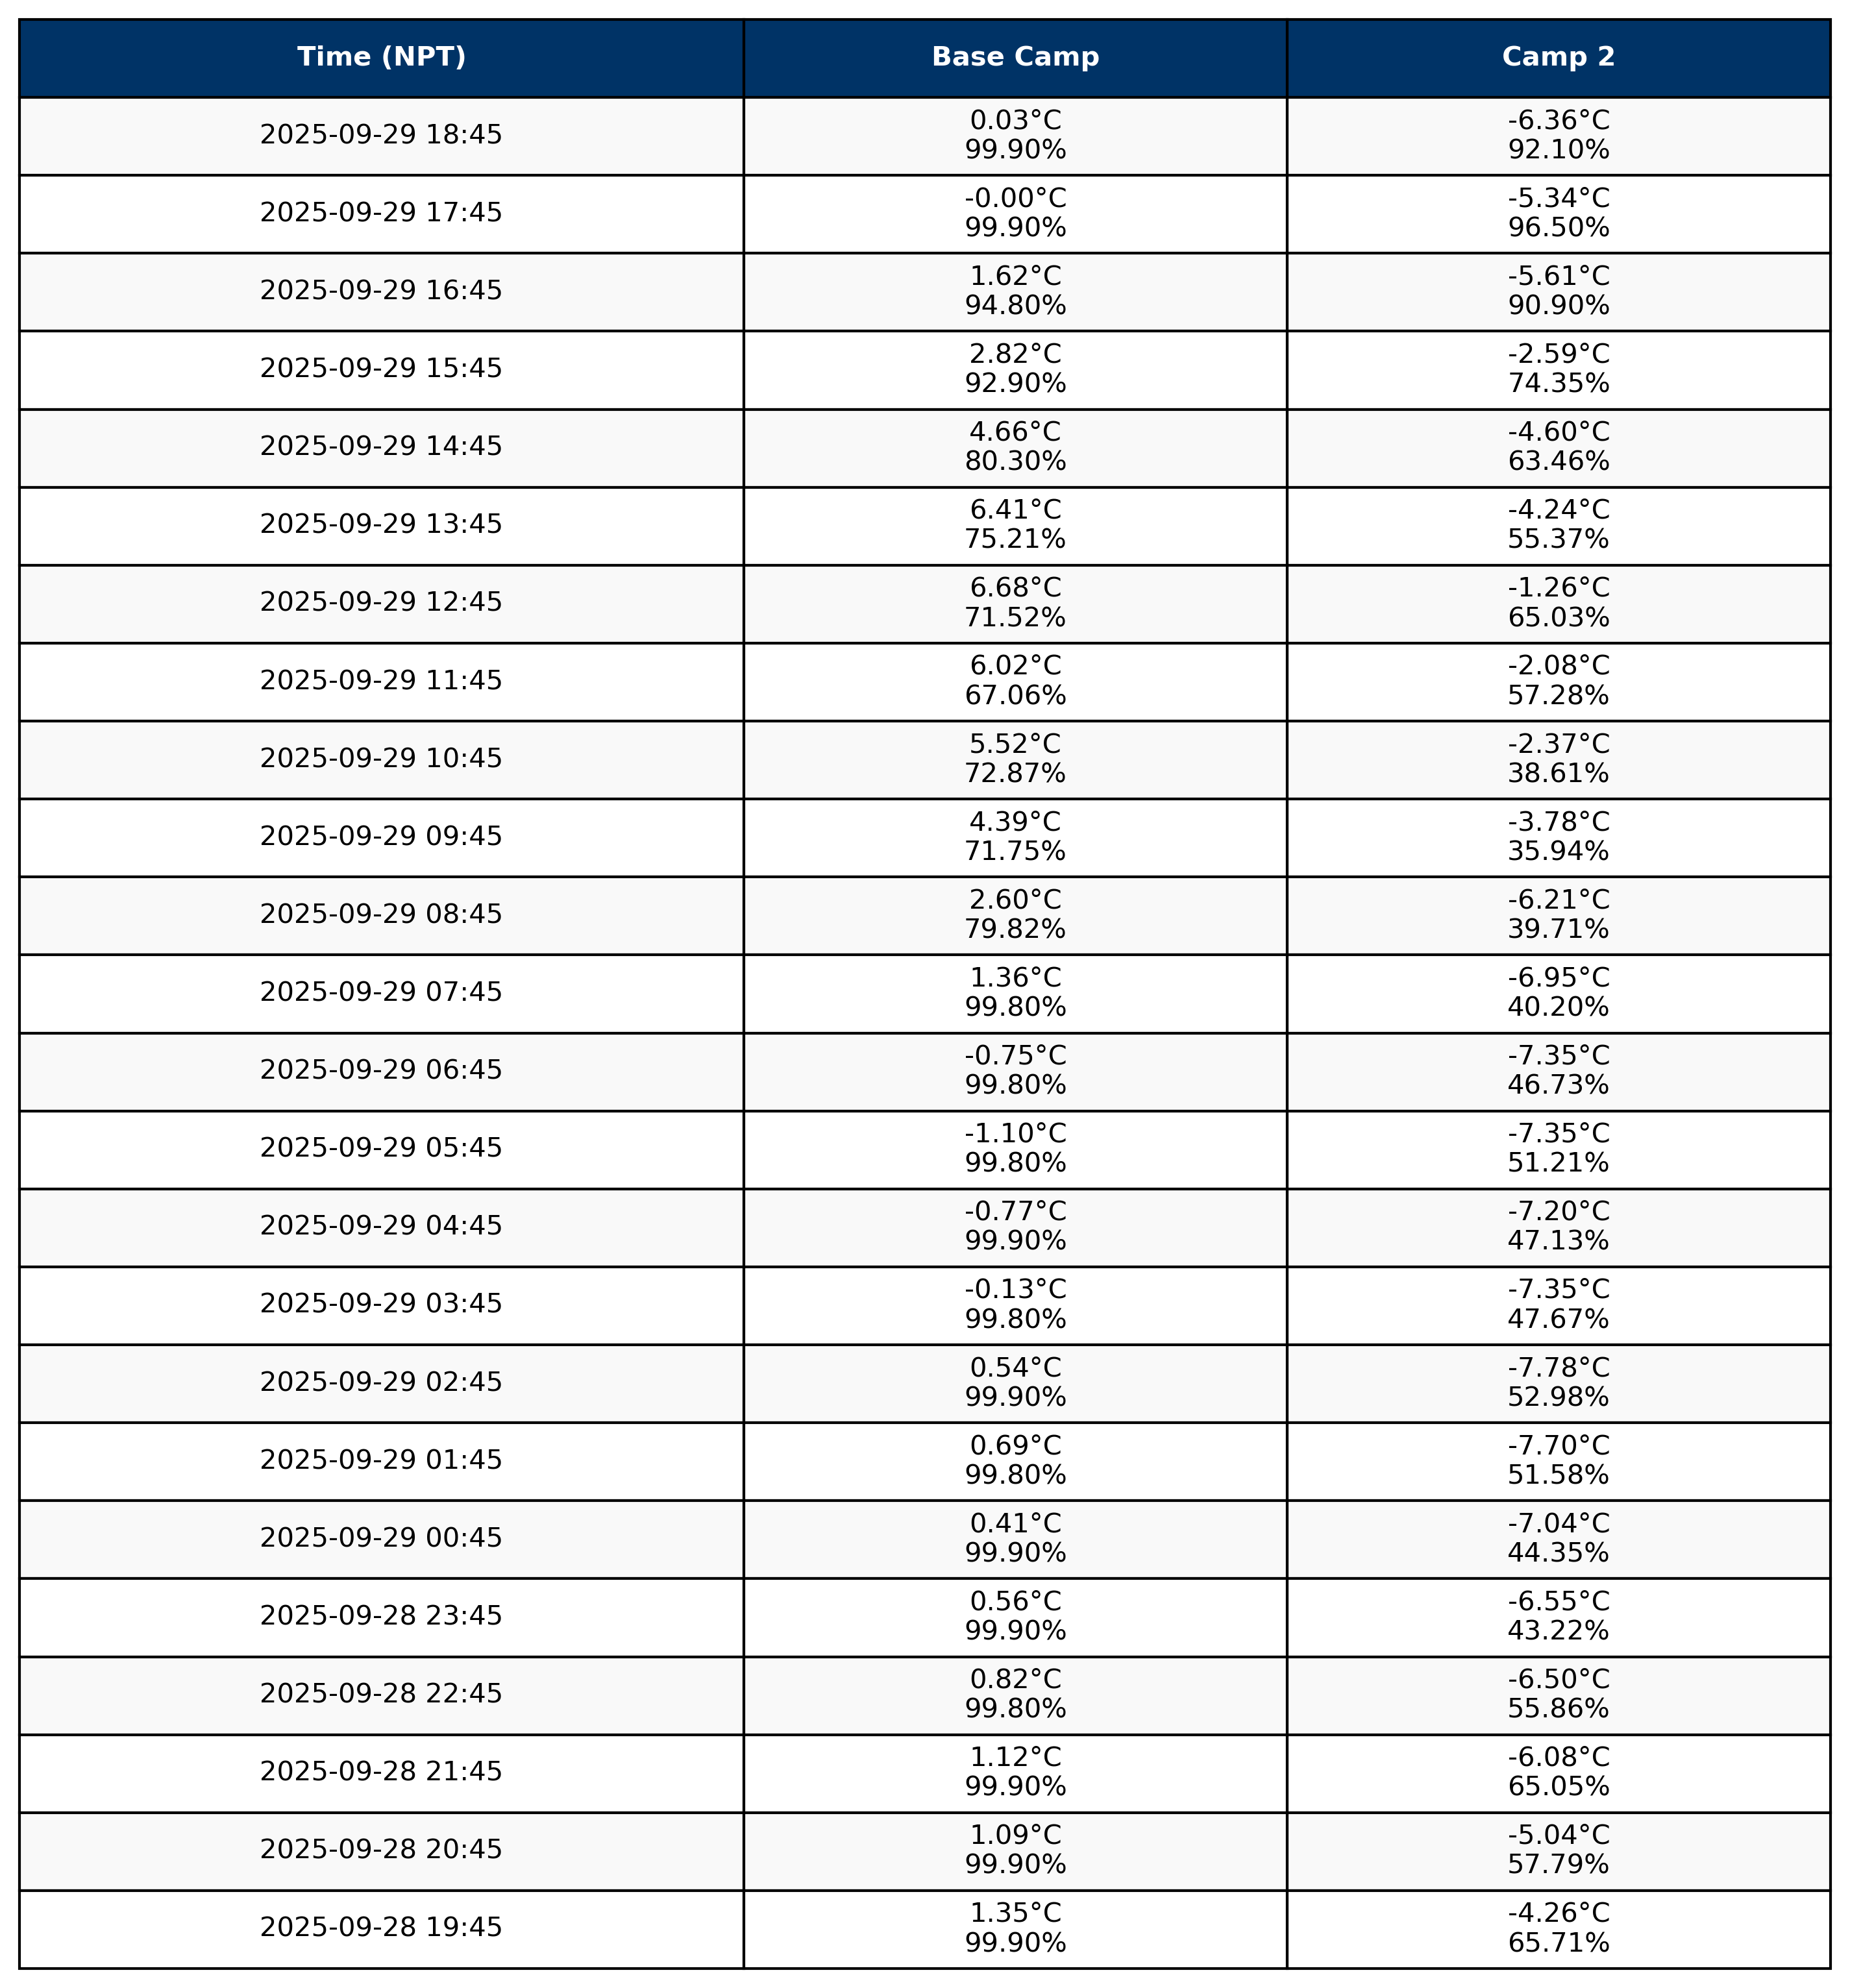 Time (NPT) Base Camp Camp 2
2025-09-29 18:45 0.03°C -6.36°C
99.90% 92.10%
2025-09-29 17:45 -0.00°C -5.34°C
99.90% 96.50%
2025-09-29 16:45 1.62°C -5.61°C
94.80% 90.90%
2025-09-29 15:45 2.82°C -2.59°C
92.90% 74.35%
2025-09-29 14:45 4.66°C -4.60°C
80.30% 63.46%
2025-09-29 13:45 6.41°C -4.24°C
75.21% 55.37%
2025-09-29 12:45 6.68°C -1.26°C
71.52% 65.03%
2025-09-29 11:45 6.02°C -2.08°C
67.06% 57.28%
2025-09-29 10:45 5.52°C -2.37°C
72.87% 38.61%
2025-09-29 09:45 4.39°C -3.78°C
71.75% 35.94%
2025-09-29 08:45 2.60°C -6.21°C
79.82% 39.71%
2025-09-29 07:45 1.36°C -6.95°C
99.80% 40.20%
2025-09-29 06:45 -0.75°C -7.35°C
99.80% 46.73%
2025-09-29 05:45 -1.10°C -7.35°C
99.80% 51.21%
2025-09-29 04:45 -0.77°C -7.20°C
99.90% 47.13%
2025-09-29 03:45 -0.13°C -7.35°C
99.80% 47.67%
2025-09-29 02:45 0.54°C -7.78°C
99.90% 52.98%
2025-09-29 01:45 0.69°C -7.70°C
99.80% 51.58%
2025-09-29 00:45 0.41°C -7.04°C
99.90% 44.35%
2025-09-28 23:45 0.56°C -6.55°C
99.90% 43.22%
2025-09-28 22:45 0.82°C -6.50°C
99.80% 55.86%
2025-09-28 21:45 1.12°C -6.08°C
99.90% 65.05%
2025-09-28 20:45 1.09°C -5.04°C
99.90% 57.79%
2025-09-28 19:45 1.35°C -4.26°C
99.90% 65.71%